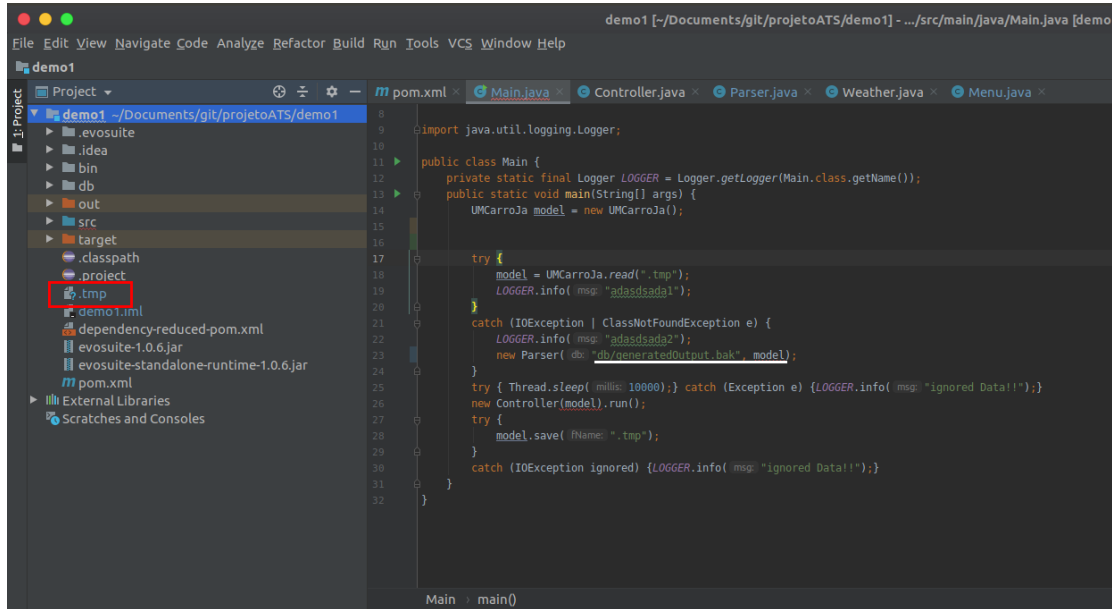 demo1 [~/Documents/git/projetoATS/demo1] - .../src/main/java/Main.java [demo
File Edit View Navigate Code Analyze Refactor Build Run Tools VCS Window Help
demo1
1: Project
Project
demo1 ~/Documents/git/projetoATS/demo1
.evosuite
.idea
bin
db
out
src
target
.classpath
.project
.tmp
demo1.iml
dependency-reduced-pom.xml
evosuite-1.0.6.jar
evosuite-standalone-runtime-1.0.6.jar
m pom.xml
External Libraries
Scratches and Consoles
m pom.xml Main.java Controller.java Parser.java Weather.java Menu.java
8
9 import java.util.logging.Logger;
10
11 public class Main {
12 private static final Logger LOGGER = Logger.getLogger(Main.class.getName());
13 public static void main(String[] args) {
14 UMCarroJa model = new UMCarroJa();
15
16
17 try {
18 model = UMCarroJa.read(".tmp");
19 LOGGER.info( msg: "adasdsada1");
20 }
21 catch (IOException | ClassNotFoundException e) {
22 LOGGER.info( msg: "adasdsada2");
23 new Parser( db: "db/generatedOutput.bak", model);
24 }
25 try { Thread.sleep( millis: 10000);} catch (Exception e) {LOGGER.info( msg: "ignored Data!!");}
26 new Controller(model).run();
27 try {
28 model.save( fName: ".tmp");
29 }
30 catch (IOException ignored) {LOGGER.info( msg: "ignored Data!!");}
31 }
32 }
Main › main()